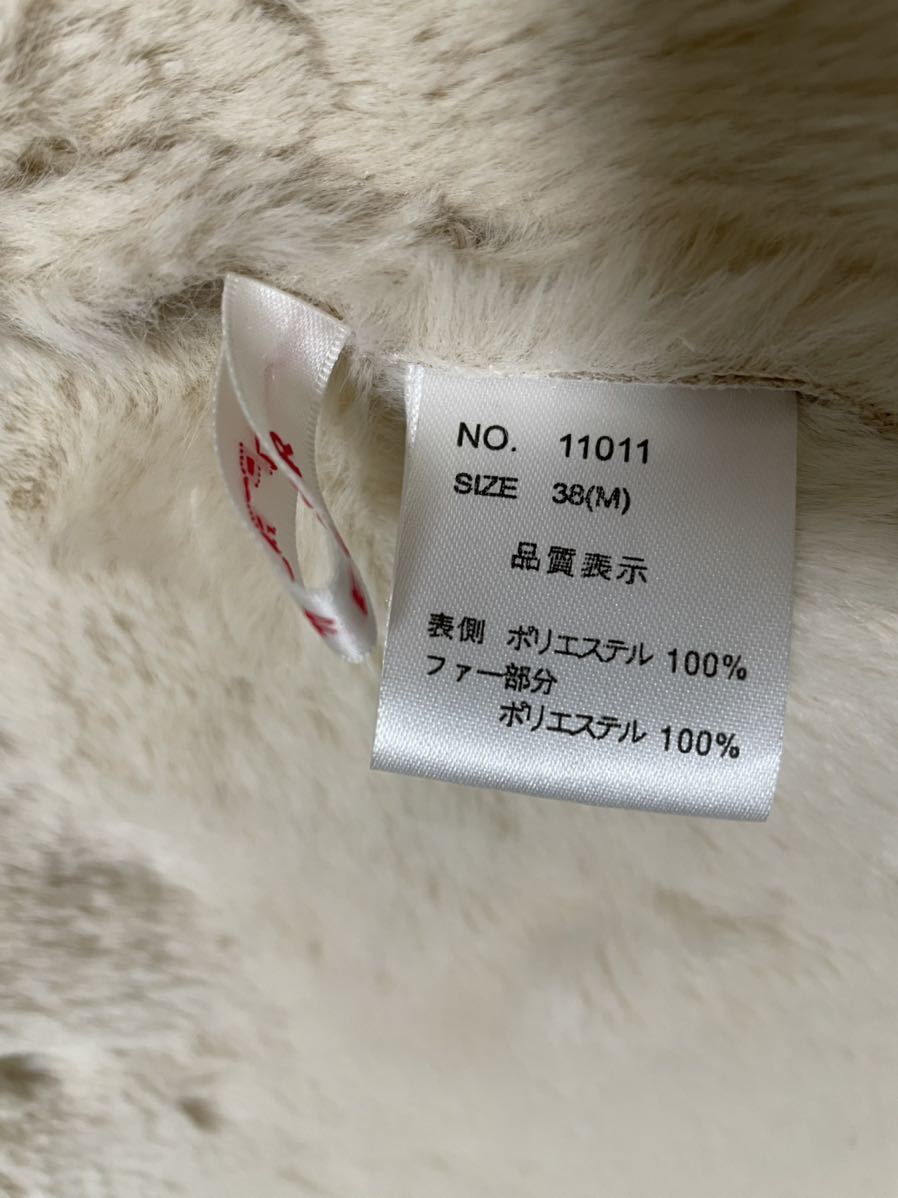 NO. 11011
SIZE 38(M)
品質表示
表側 ポリエステル 100%
ファー部分
ポリエステル 100%